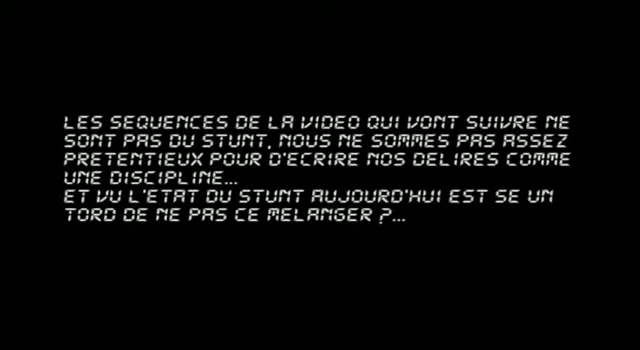 LES SEQUENCES DE LA VIDEO QUI VONT SUIVRE NE
SONT PAS DU STUNT, NOUS NE SOMMES PAS ASSEZ
PRETENTIEUX POUR D'ECRIRE NOS DELIRES COMME
UNE DISCIPLINE...
ET VU L'ETAT DU STUNT AUJOURD'HUI EST SE UN
TORD DE NE PAS CE MELANGER ?...